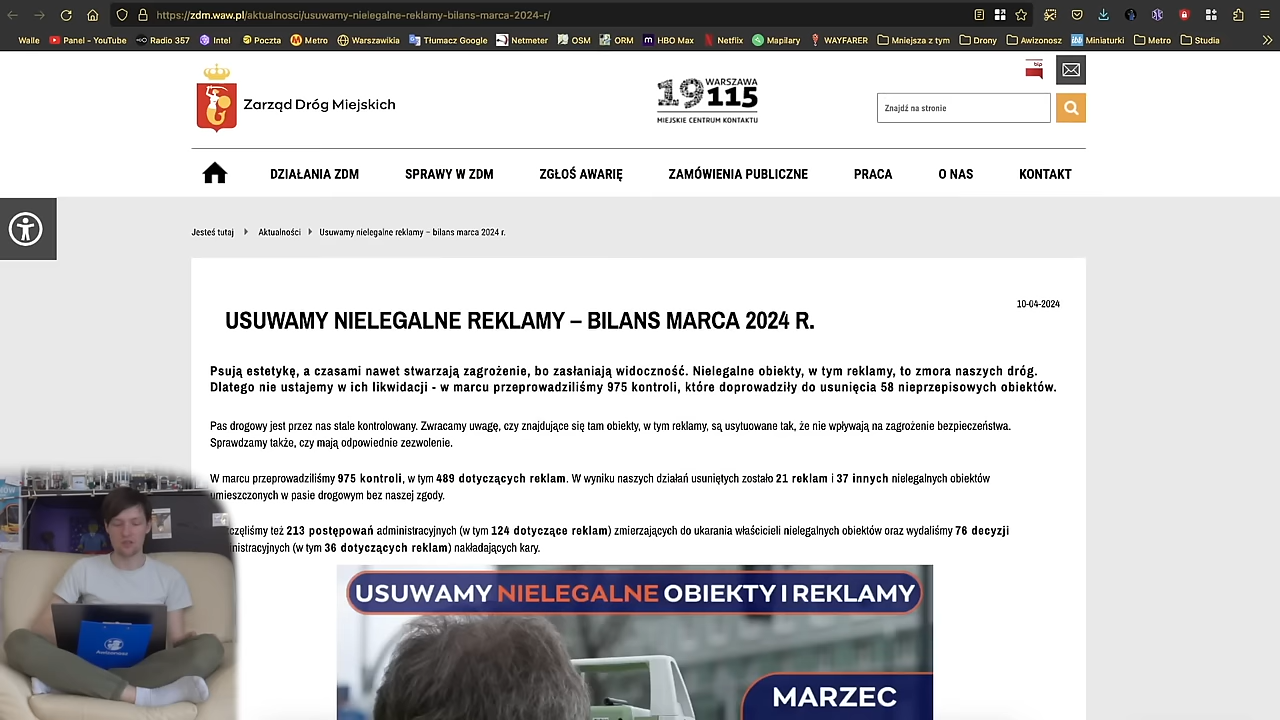 https://zdm.waw.pl/aktualnosci/usuwamy-nielegalne-reklamy-bilans-marca-2024-r/
Walle Panel - YouTube Radio 357 Intel Poczta Metro Warszawikia Tłumacz Google Netmeter OSM ORM HBO Max Netflix Mapilary WAYFARER Mniejsza z tym Drony Awizonosz Miniaturki Metro Studia
Zarząd Dróg Miejskich
19115
WARSZAWA
MIEJSKIE CENTRUM KONTAKTU
bip
Znajdź na stronie
DZIAŁANIA ZDM SPRAWY W ZDM ZGŁOŚ AWARIĘ ZAMÓWIENIA PUBLICZNE PRACA O NAS KONTAKT
Jesteś tutaj Aktualności Usuwamy nielegalne reklamy – bilans marca 2024 r.
10-04-2024
USUWAMY NIELEGALNE REKLAMY – BILANS MARCA 2024 R.
Psują estetykę, a czasami nawet stwarzają zagrożenie, bo zasłaniają widoczność. Nielegalne obiekty, w tym reklamy, to zmora naszych dróg.
Dlatego nie ustajemy w ich likwidacji - w marcu przeprowadziliśmy 975 kontroli, które doprowadziły do usunięcia 58 nieprzepisowych obiektów.
Pas drogowy jest przez nas stale kontrolowany. Zwracamy uwagę, czy znajdujące się tam obiekty, w tym reklamy, są usytuowane tak, że nie wpływają na zagrożenie bezpieczeństwa.
Sprawdzamy także, czy mają odpowiednie zezwolenie.
W marcu przeprowadziliśmy 975 kontroli, w tym 489 dotyczących reklam. W wyniku naszych działań usuniętych zostało 21 reklam i 37 innych nielegalnych obiektów
umieszczonych w pasie drogowym bez naszej zgody.
częliśmy też 213 postępowań administracyjnych (w tym 124 dotyczące reklam) zmierzających do ukarania właścicieli nielegalnych obiektów oraz wydaliśmy 76 decyzji
nistracyjnych (w tym 36 dotyczących reklam) nakładających kary.
USUWAMY NIELEGALNE OBIEKTY I REKLAMY
MARZEC
Awizonosz